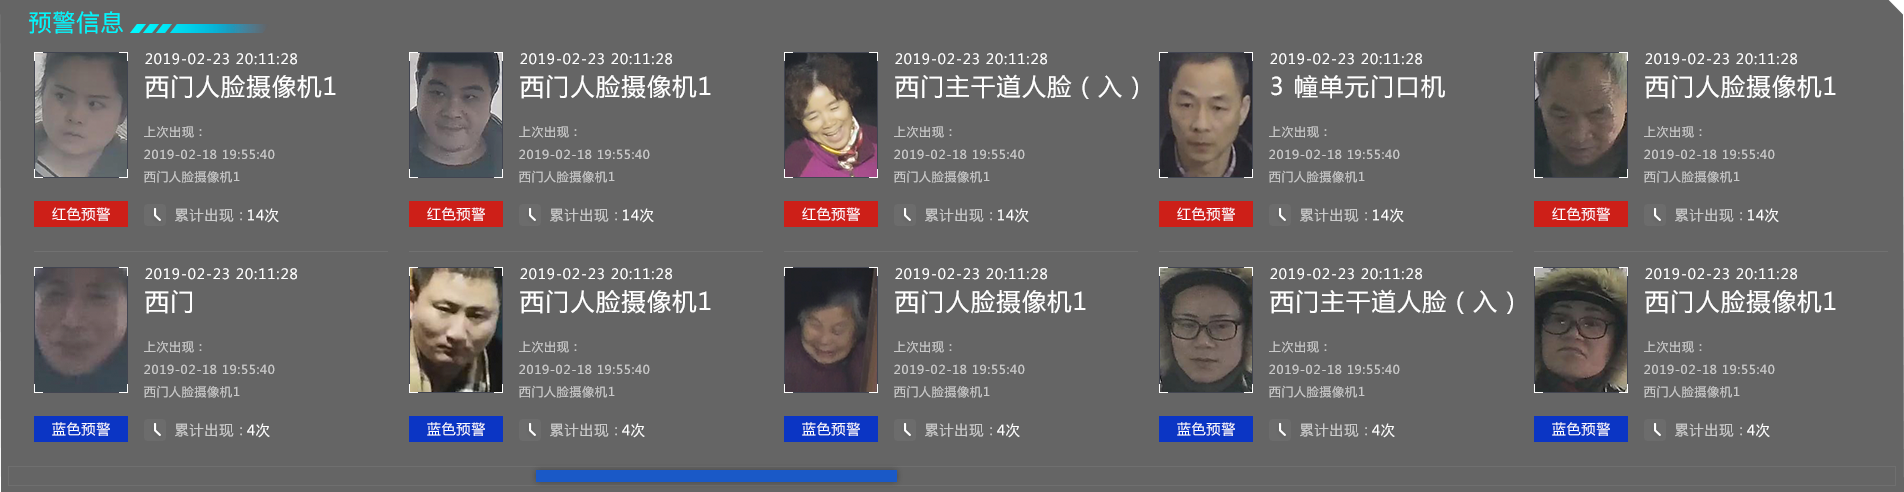 预警信息
2019-02-23 20:11:28
西门人脸摄像机1
上次出现：
2019-02-18 19:55:40
西门人脸摄像机1
红色预警
累计出现：14次
2019-02-23 20:11:28
西门人脸摄像机1
上次出现：
2019-02-18 19:55:40
西门人脸摄像机1
红色预警
累计出现：14次
2019-02-23 20:11:28
西门主干道人脸（入）
上次出现：
2019-02-18 19:55:40
西门人脸摄像机1
红色预警
累计出现：14次
2019-02-23 20:11:28
3 幢单元门口机
上次出现：
2019-02-18 19:55:40
西门人脸摄像机1
红色预警
累计出现：14次
2019-02-23 20:11:28
西门人脸摄像机1
上次出现：
2019-02-18 19:55:40
西门人脸摄像机1
红色预警
累计出现：14次
2019-02-23 20:11:28
西门
上次出现：
2019-02-18 19:55:40
西门人脸摄像机1
蓝色预警
累计出现：4次
2019-02-23 20:11:28
西门人脸摄像机1
上次出现：
2019-02-18 19:55:40
西门人脸摄像机1
蓝色预警
累计出现：4次
2019-02-23 20:11:28
西门人脸摄像机1
上次出现：
2019-02-18 19:55:40
西门人脸摄像机1
蓝色预警
累计出现：4次
2019-02-23 20:11:28
西门主干道人脸（入）
上次出现：
2019-02-18 19:55:40
西门人脸摄像机1
蓝色预警
累计出现：4次
2019-02-23 20:11:28
西门人脸摄像机1
上次出现：
2019-02-18 19:55:40
西门人脸摄像机1
蓝色预警
累计出现：4次